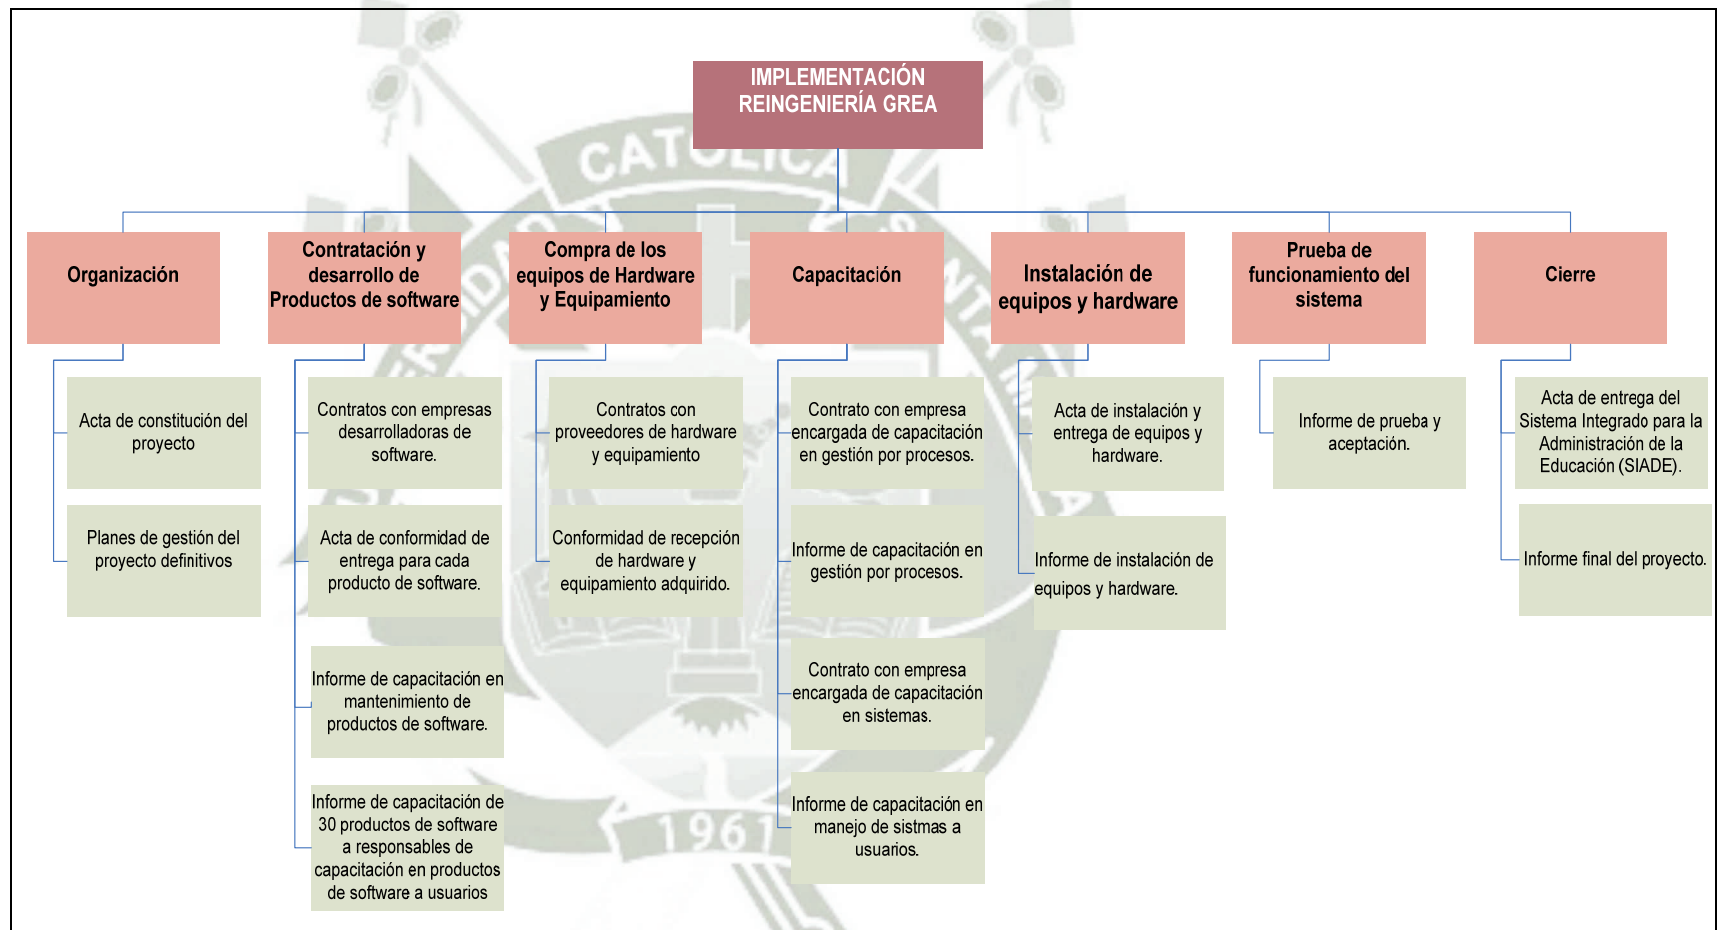 IMPLEMENTACIÓN
REINGENIERÍA GREA
Organización
Contratación y
desarrollo de
Productos de software
Compra de los
equipos de Hardware
y Equipamiento
Capacitación
Instalación de
equipos y hardware
Prueba de
funcionamiento del
sistema
Cierre
Acta de constitución del
proyecto
Planes de gestión del
proyecto definitivos
Contratos con empresas
desarrolladoras de
software.
Acta de conformidad de
entrega para cada
producto de software.
Informe de capacitación en
mantenimiento de
productos de software.
Informe de capacitación de
30 productos de software
a responsables de
capacitación en productos
de software a usuarios
Contratos con
proveedores de hardware
y equipamiento
Conformidad de recepción
de hardware y
equipamiento adquirido.
Contrato con empresa
encargada de capacitación
en gestión por procesos.
Informe de capacitación en
gestión por procesos.
Contrato con empresa
encargada de capacitación
en sistemas.
Informe de capacitación en
manejo de sistmas a
usuarios.
Acta de instalación y
entrega de equipos y
hardware.
Informe de instalación de
equipos y hardware.
Informe de prueba y
aceptación.
Acta de entrega del
Sistema Integrado para la
Administración de la
Educación (SIADE).
Informe final del proyecto.
CATOLICA
1961